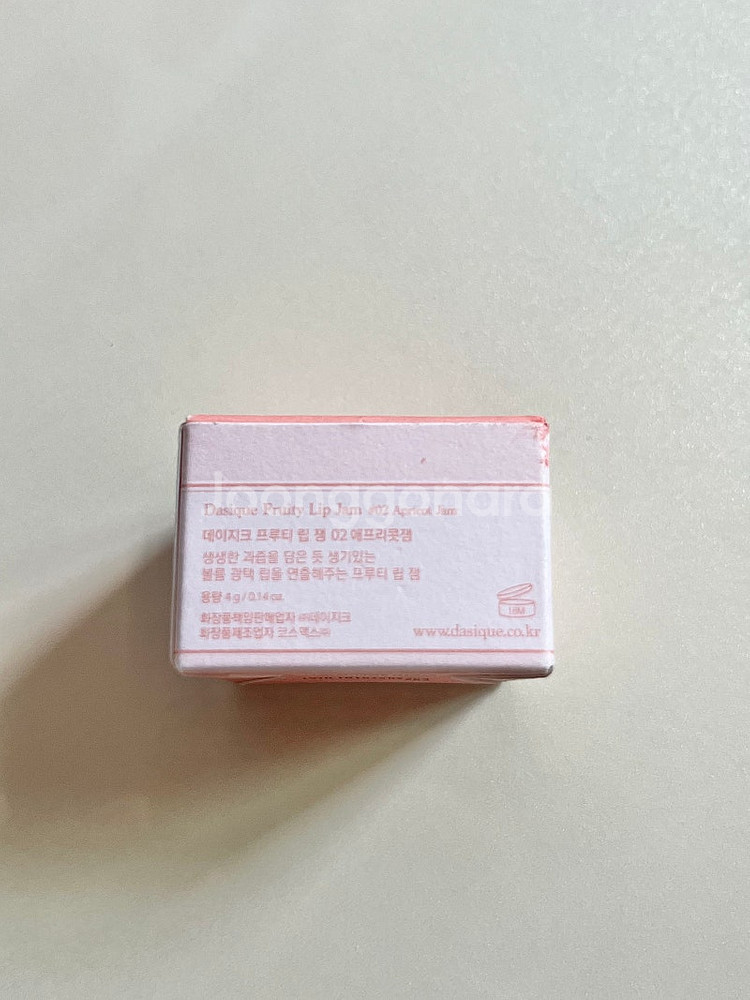 Dasique Fruity Lip Jam #02 Apricot Jam
데이지크 프루티 립 잼 02 애프리콧잼
생생한 과즙을 담은 듯 생기있는
볼륨 광택 립을 연출해주는 프루티 립 잼
용량 4 g / 0.14 oz.
화장품책임판매업자 ㈜데이지크
화장품제조업자 코스맥스㈜
18M
www.dasique.co.kr
joonggonara